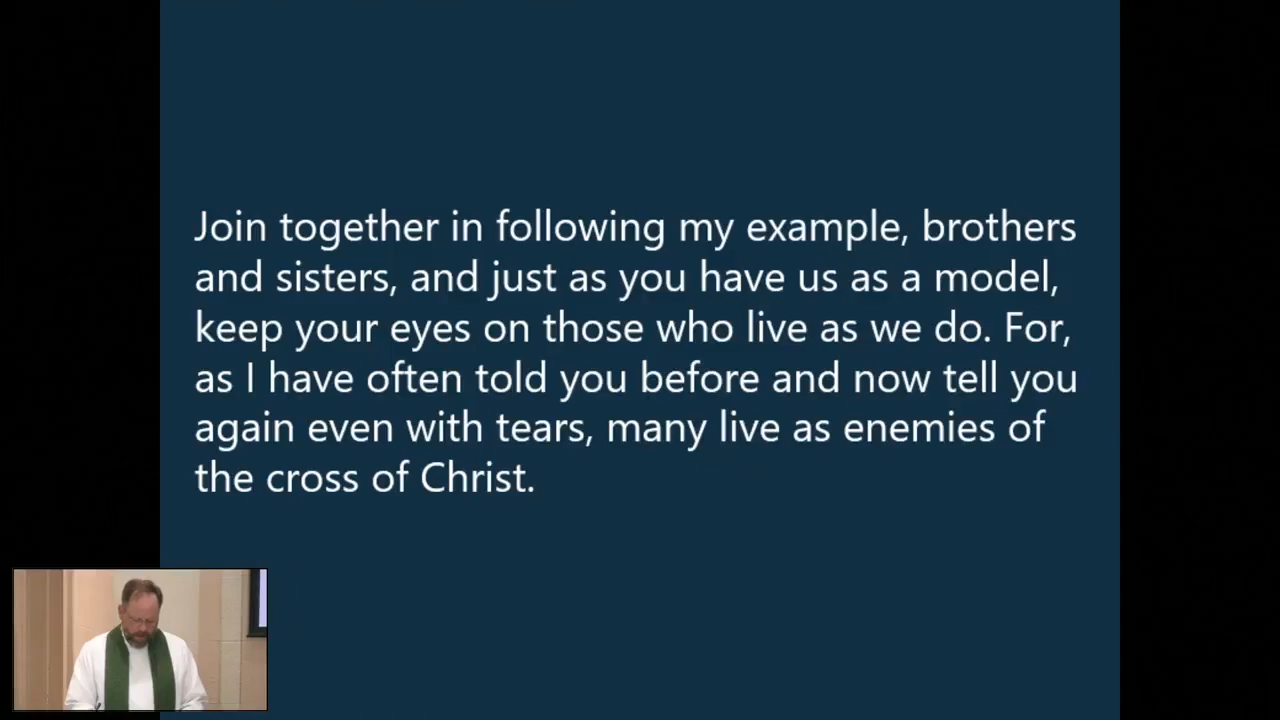 Join together in following my example, brothers
and sisters, and just as you have us as a model,
keep your eyes on those who live as we do. For,
as I have often told you before and now tell you
again even with tears, many live as enemies of
the cross of Christ.